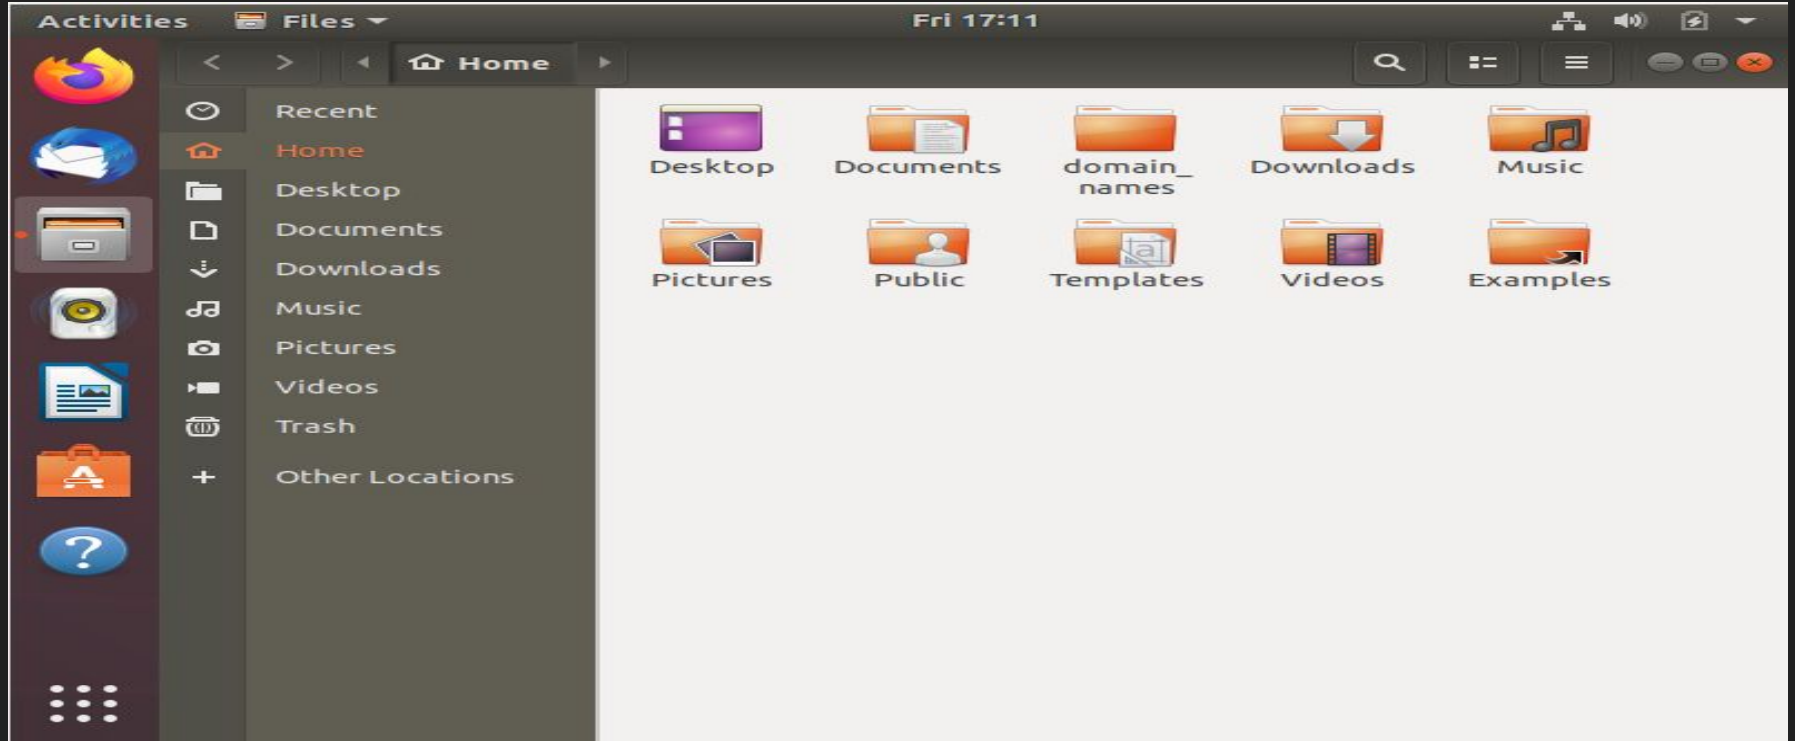 Activities Files Fri 17:11
Home
Recent
Home
Desktop
Documents
Downloads
Music
Pictures
Videos
Trash
Other Locations
Desktop Documents domain_ Downloads Music
names
Pictures Public Templates Videos Examples